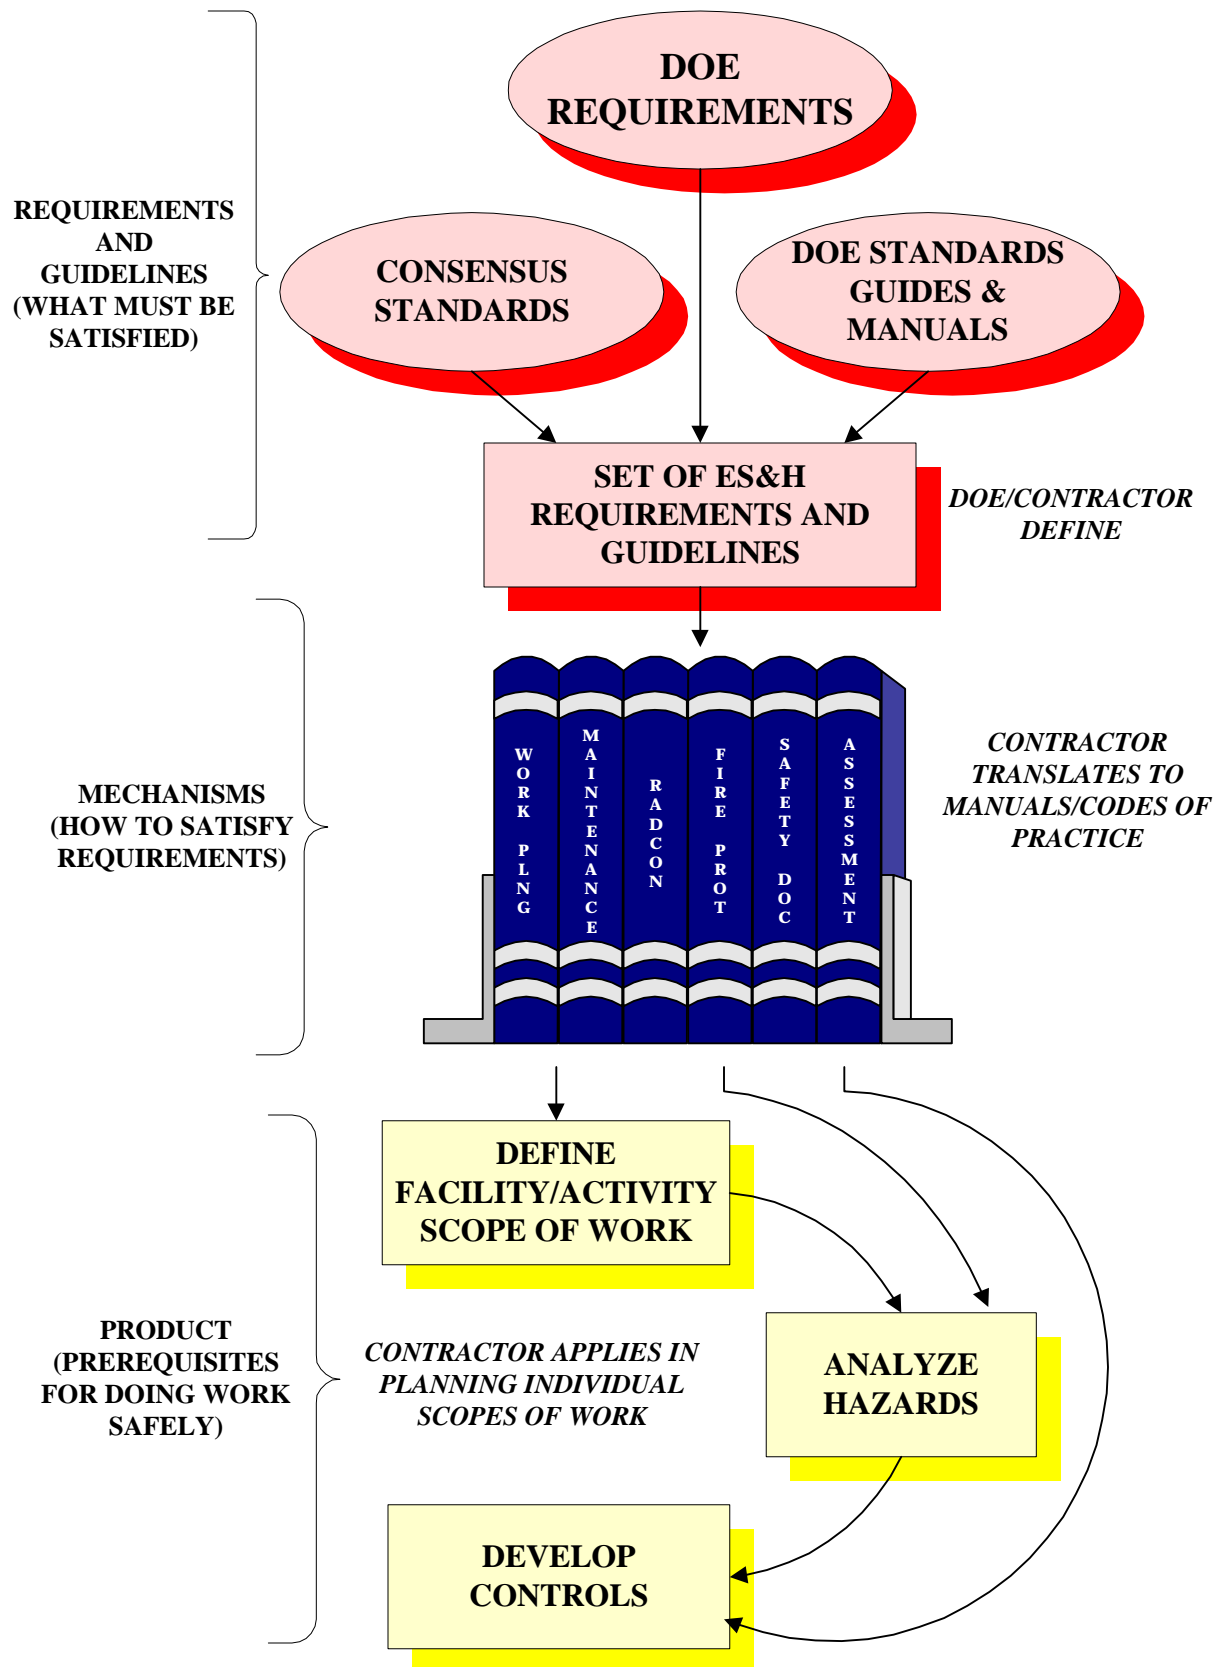 DOE
REQUIREMENTS
REQUIREMENTS
AND
GUIDELINES
(WHAT MUST BE
SATISFIED)
CONSENSUS
STANDARDS
DOE STANDARDS
GUIDES &
MANUALS
SET OF ES&H
REQUIREMENTS AND
GUIDELINES
DOE/CONTRACTOR
DEFINE
MECHANISMS
(HOW TO SATISFY
REQUIREMENTS)
WORK PLNG
MAINTENANCE
RADCON
FIRE PROT
SAFETY DOC
ASSESSMENT
CONTRACTOR
TRANSLATES TO
MANUALS/CODES OF
PRACTICE
DEFINE
FACILITY/ACTIVITY
SCOPE OF WORK
PRODUCT
(PREREQUISITES
FOR DOING WORK
SAFELY)
CONTRACTOR APPLIES IN
PLANNING INDIVIDUAL
SCOPES OF WORK
ANALYZE
HAZARDS
DEVELOP
CONTROLS